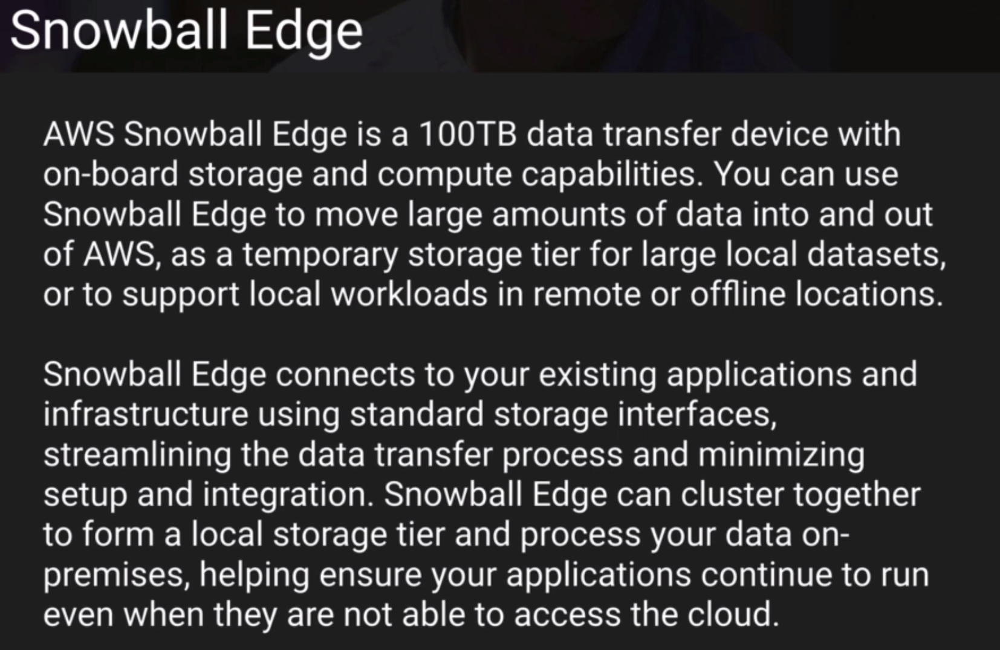 Snowball Edge
AWS Snowball Edge is a 100TB data transfer device with
on-board storage and compute capabilities. You can use
Snowball Edge to move large amounts of data into and out
of AWS, as a temporary storage tier for large local datasets,
or to support local workloads in remote or offline locations.
Snowball Edge connects to your existing applications and
infrastructure using standard storage interfaces,
streamlining the data transfer process and minimizing
setup and integration. Snowball Edge can cluster together
to form a local storage tier and process your data on-
premises, helping ensure your applications continue to run
even when they are not able to access the cloud.